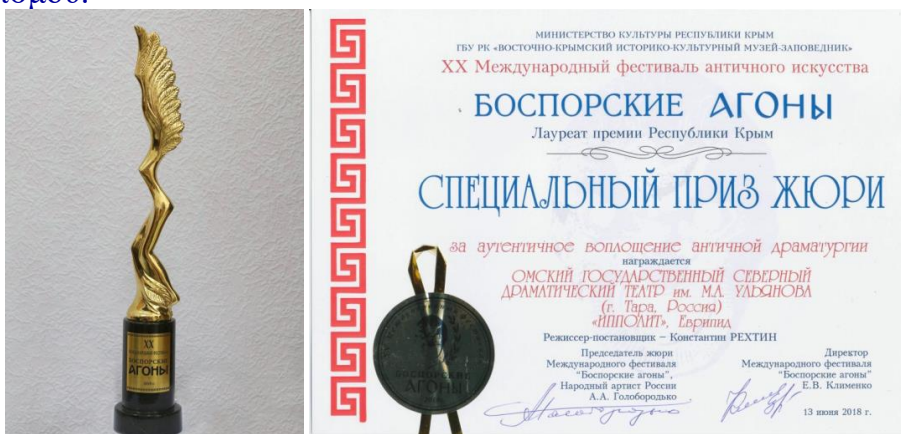 XX
БОСПОРСКИЕ
АГОНЫ
МИНИСТЕРСТВО КУЛЬТУРЫ РЕСПУБЛИКИ КРЫМ
ГБУ РК «ВОСТОЧНО-КРЫМСКИЙ ИСТОРИКО-КУЛЬТУРНЫЙ МУЗЕЙ-ЗАПОВЕДНИК»
XX Международный фестиваль античного искусства
БОСПОРСКИЕ АГОНЫ
Лауреат премии Республики Крым
СПЕЦИАЛЬНЫЙ ПРИЗ ЖЮРИ
за аутентичное воплощение античной драматургии
награждается
ОМСКИЙ ГОСУДАРСТВЕННЫЙ СЕВЕРНЫЙ
ДРАМАТИЧЕСКИЙ ТЕАТР им. М.А. УЛЬЯНОВА
(г. Тара, Россия)
«ИППОЛИТ», Еврипид
Режиссер-постановщик – Константин РЕХТИН
Председатель жюри
Международного фестиваля
"Боспорские агоны",
Народный артист России
А.А. Голобородько
Директор
Международного фестиваля
"Боспорские агоны"
Е.В. Клименко
13 июня 2018 г.
БОСПОРСКИЕ
АГОНЫ